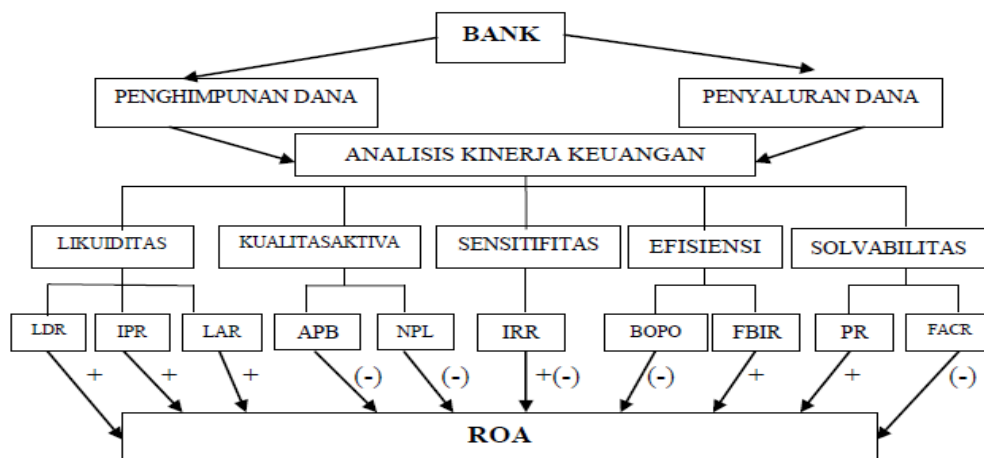 BANK
PENGHIMPUNAN DANA
PENYALURAN DANA
ANALISIS KINERJA KEUANGAN
LIKUIDITAS
KUALITASAKTIVA
SENSITIFITAS
EFISIENSI
SOLVABILITAS
LDR
IPR
LAR
APB
NPL
IRR
BOPO
FBIR
PR
FACR
+
+
+
(-)
(-)
+(-)
(-)
+
+
(-)
ROA